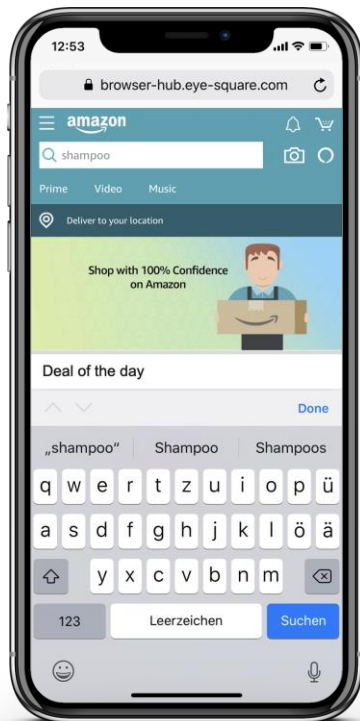 12:53
browser-hub.eye-square.com
amazon
shampoo
Prime Video Music
Deliver to your location
Shop with 100% Confidence
on Amazon
Deal of the day
Done
„shampoo“ Shampoo Shampoos
q w e r t z u i o p ü
a s d f g h j k l ö ä
y x c v b n m
123 Leerzeichen Suchen